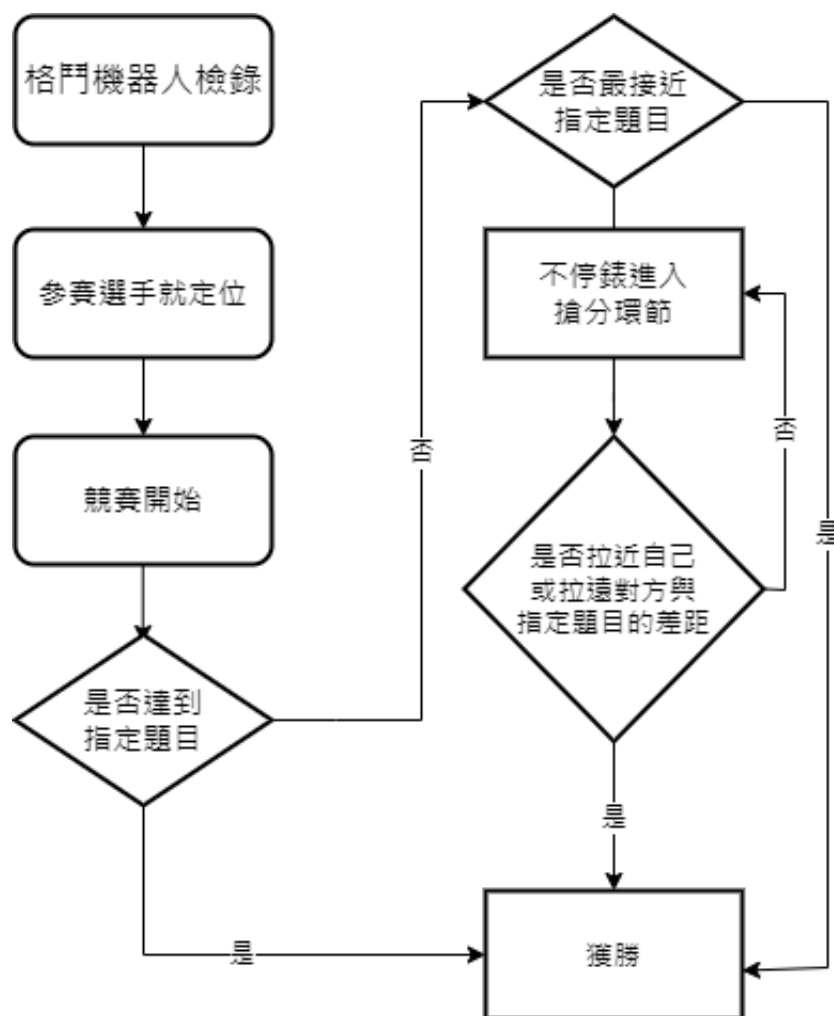 格鬥機器人檢錄
參賽選手就定位
競賽開始
是否達到
指定題目
是
否
是否最接近
指定題目
不停錶進入
搶分環節
否
是否拉近自己
或拉遠對方與
指定題目的差距
是
是
獲勝